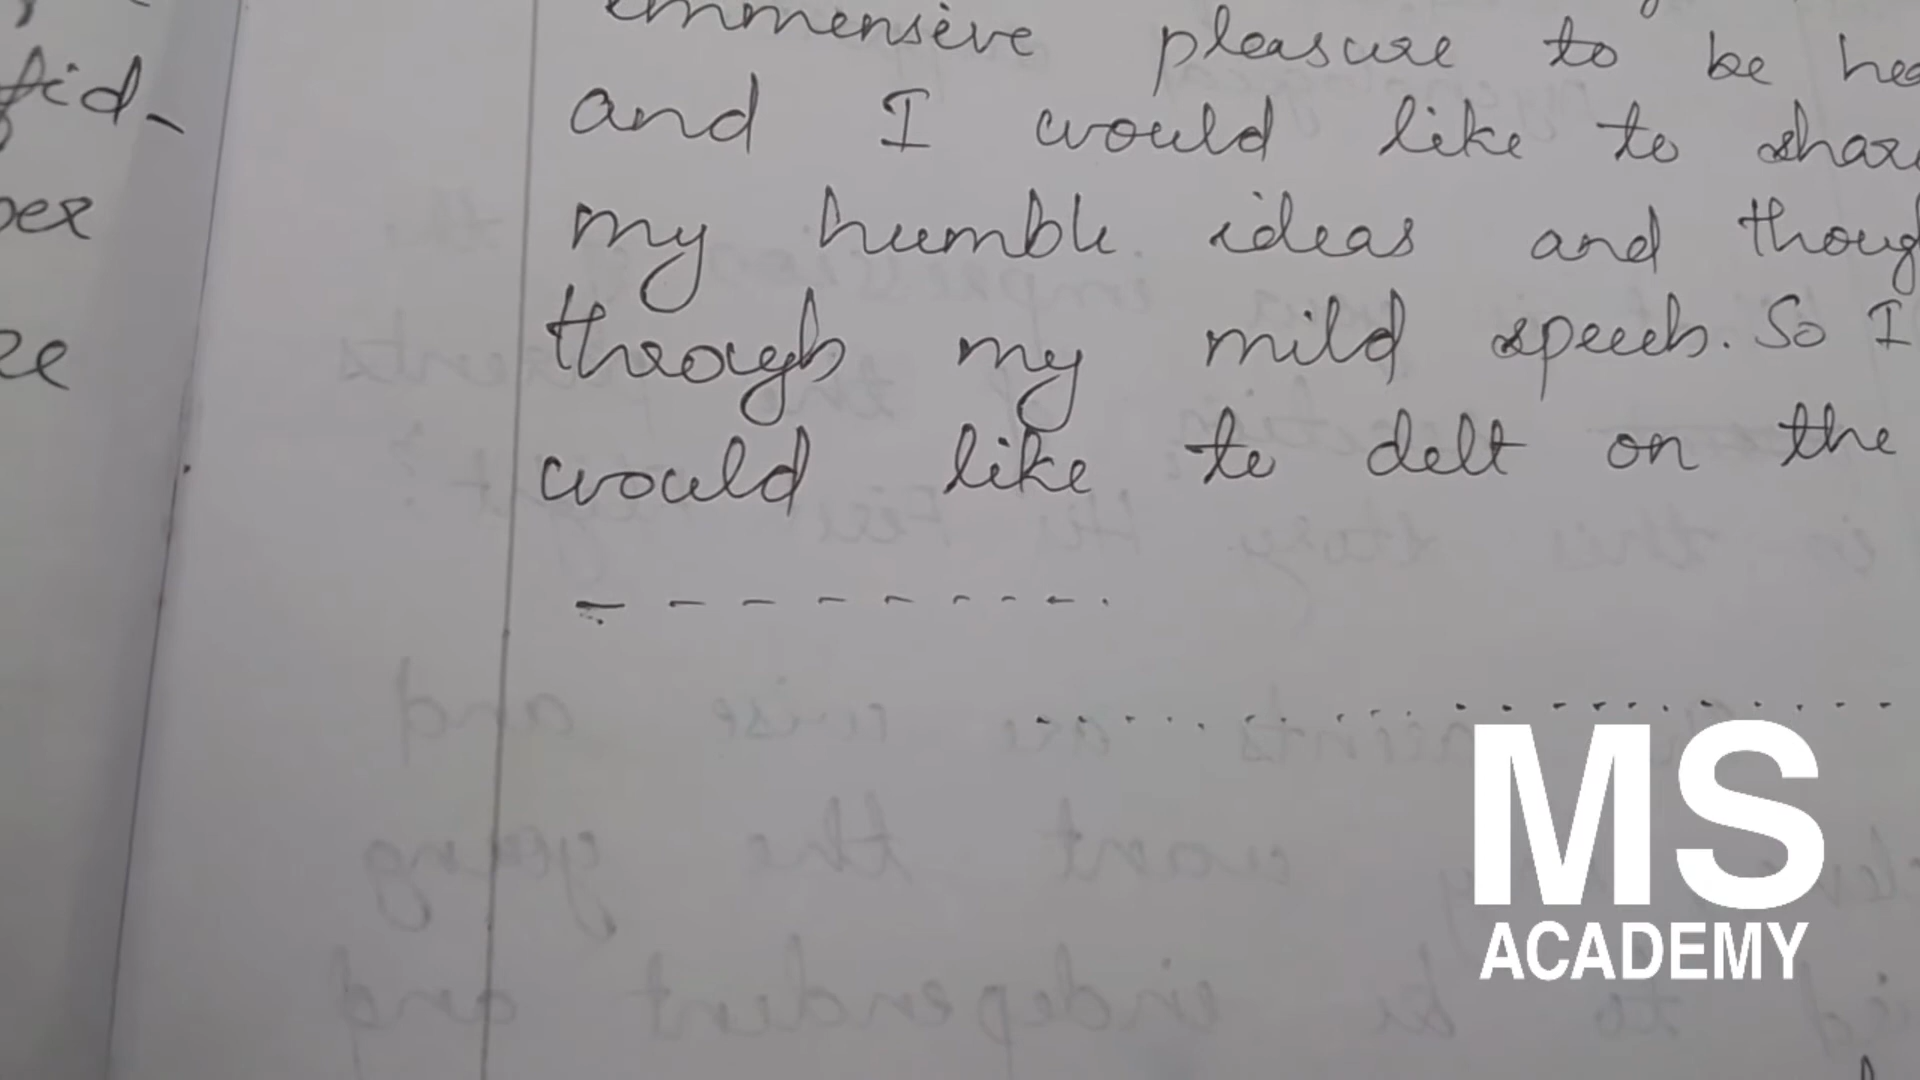 immensive pleasure to be
and I would like to
my humble ideas and
through my mild speech. So I
would like to delt on the
MS
ACADEMY